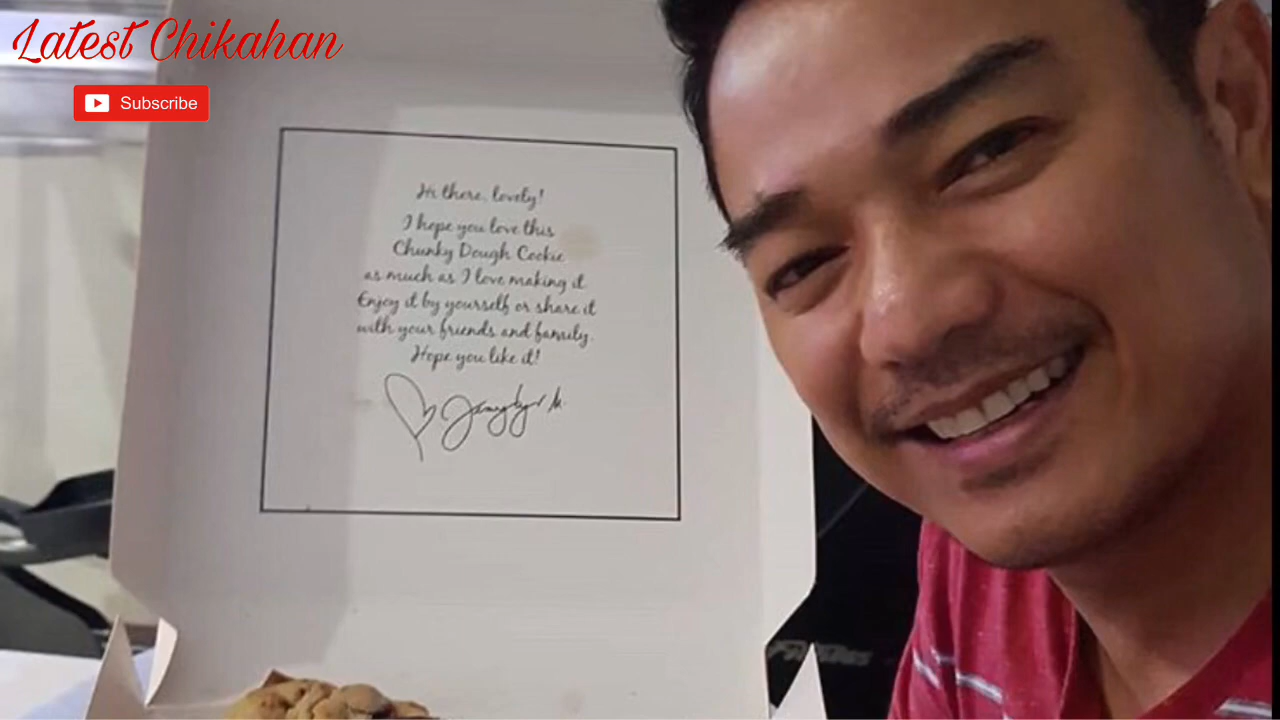 Latest Chikahan
Subscribe
Hi there, lovely!
I hope you love this
Chunky Dough Cookie
as much as I love making it
Enjoy it by yourself or share it
with your friends and family.
Hope you like it!